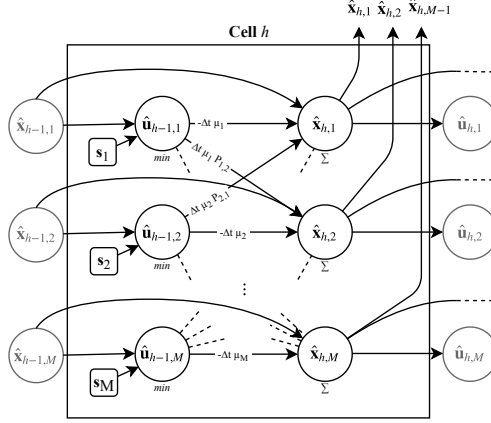 x̂h,1 x̂h,2 x̂h,M−1
Cell h
x̂h−1,1
ûh−1,1
-Δt μ1
x̂h,1
ûh,1
s1
min
Σ
-Δt μ1 P1,2
Δt μ2 P2,1
x̂h−1,2
ûh−1,2
-Δt μ2
x̂h,2
ûh,2
s2
min
Σ
...
x̂h−1,M
ûh−1,M
-Δt μM
x̂h,M
ûh,M
sM
min
Σ